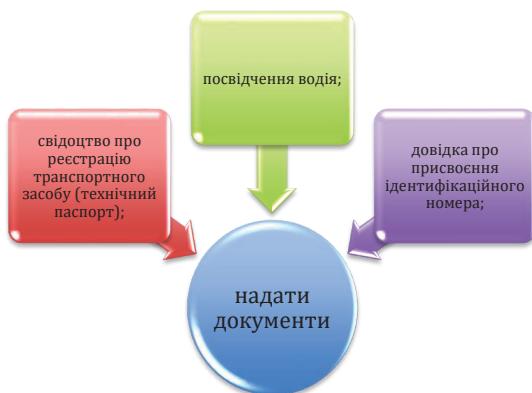 посвідчення водія;
свідоцтво про
реєстрацію
транспортного
засобу (технічний
паспорт);
довідка про
присвоєння
ідентифікаційного
номера;
надати
документи